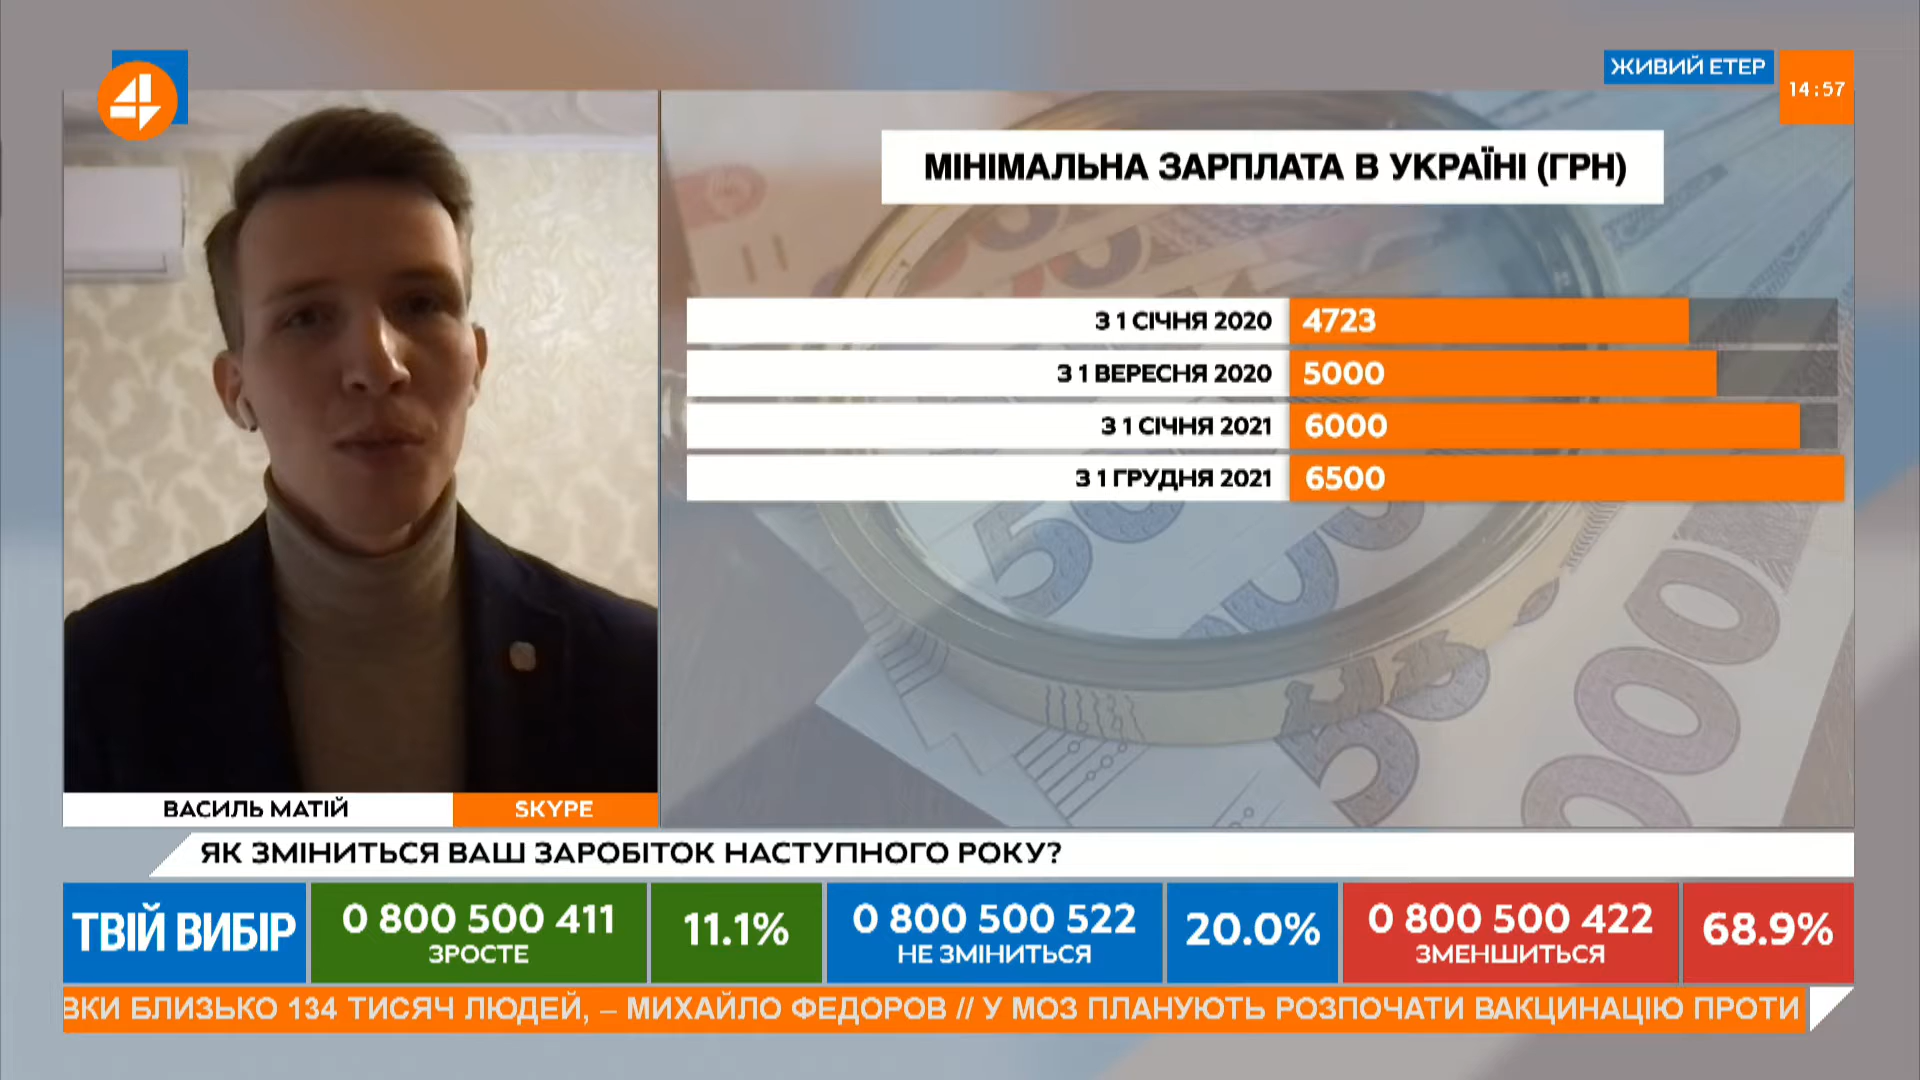 ЖИВИЙ ЕТЕР
14:57
МІНІМАЛЬНА ЗАРПЛАТА В УКРАЇНІ (ГРН)
З 1 СІЧНЯ 2020 4723
З 1 ВЕРЕСНЯ 2020 5000
З 1 СІЧНЯ 2021 6000
З 1 ГРУДНЯ 2021 6500
ВАСИЛЬ МАТІЙ SKYPE
ЯК ЗМІНИТЬСЯ ВАШ ЗАРОБІТОК НАСТУПНОГО РОКУ?
ТВІЙ ВИБІР
0 800 500 411
ЗРОСТЕ
11.1%
0 800 500 522
НЕ ЗМІНИТЬСЯ
20.0%
0 800 500 422
ЗМЕНШИТЬСЯ
68.9%
БЛИЗЬКО 134 ТИСЯЧ ЛЮДЕЙ, – МИХАЙЛО ФЕДОРОВ // У МОЗ ПЛАНУЮТЬ РОЗПОЧАТИ ВАКЦИНАЦІЮ ПРОТИ